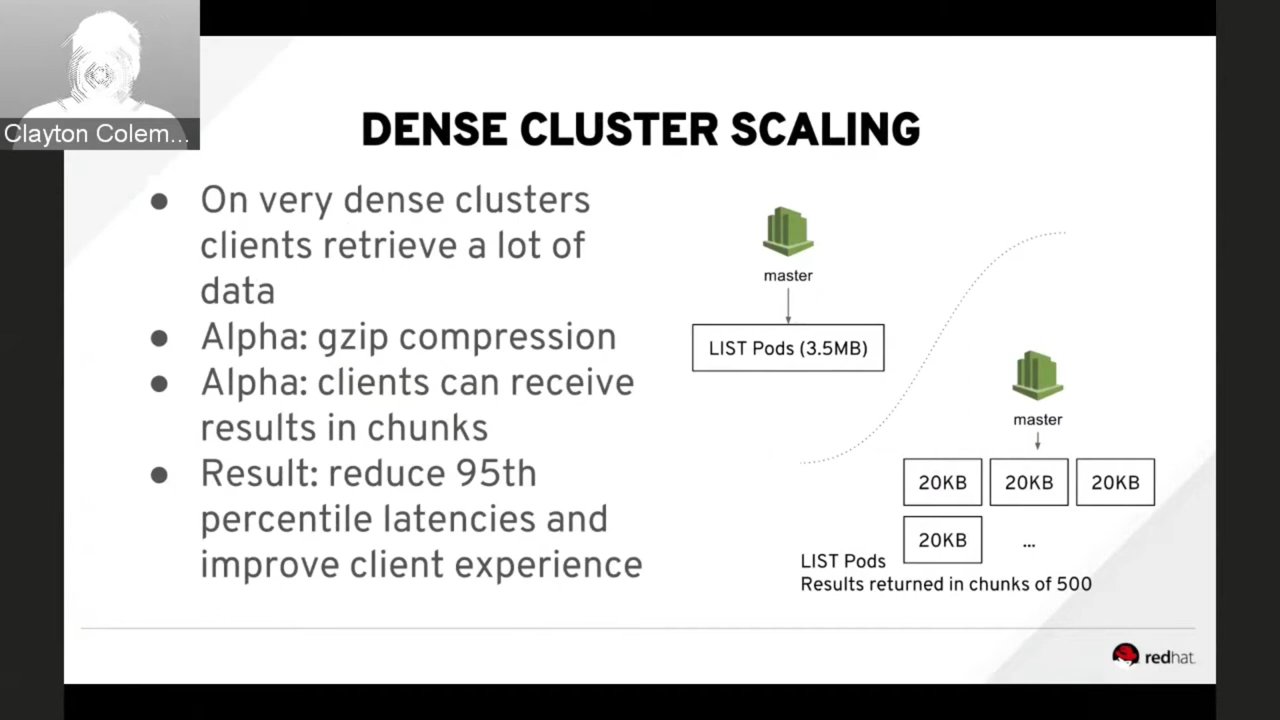 Clayton Colem...
DENSE CLUSTER SCALING
● On very dense clusters
clients retrieve a lot of
data
● Alpha: gzip compression
● Alpha: clients can receive
results in chunks
● Result: reduce 95th
percentile latencies and
improve client experience
master
LIST Pods (3.5MB)
master
20KB 20KB 20KB
20KB ...
LIST Pods
Results returned in chunks of 500
redhat.